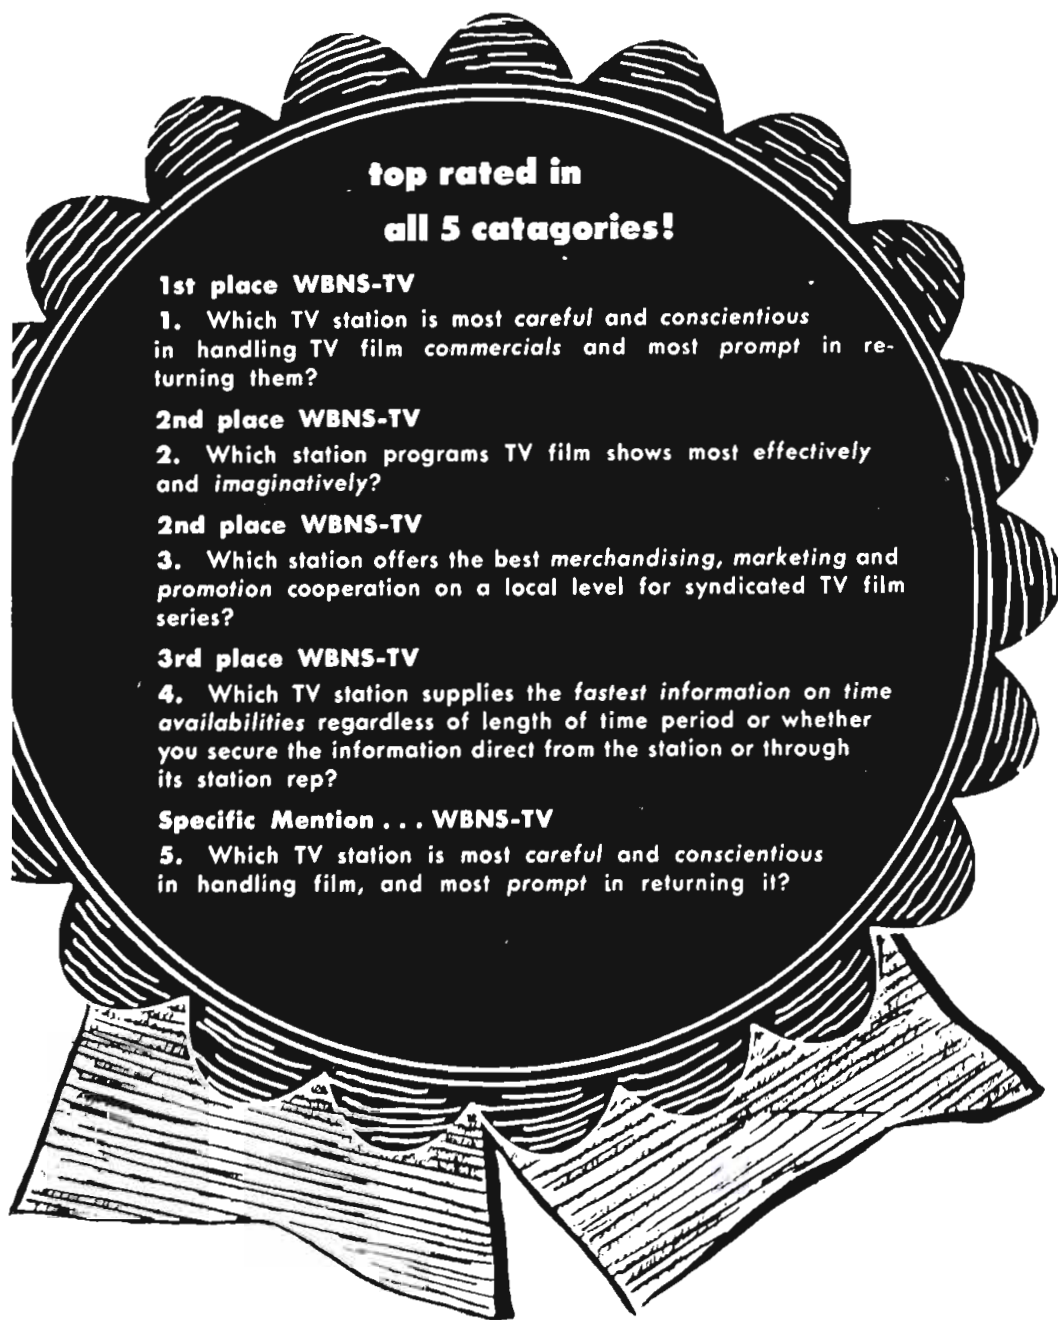 top rated in
all 5 catagories!
1st place WBNS-TV
1. Which TV station is most careful and conscientious
in handling TV film commercials and most prompt in re-
turning them?
2nd place WBNS-TV
2. Which station programs TV film shows most effectively
and imaginatively?
2nd place WBNS-TV
3. Which station offers the best merchandising, marketing and
promotion cooperation on a local level for syndicated TV film
series?
3rd place WBNS-TV
4. Which TV station supplies the fastest information on time
availabilities regardless of length of time period or whether
you secure the information direct from the station or through
its station rep?
Specific Mention . . . WBNS-TV
5. Which TV station is most careful and conscientious
in handling film, and most prompt in returning it?